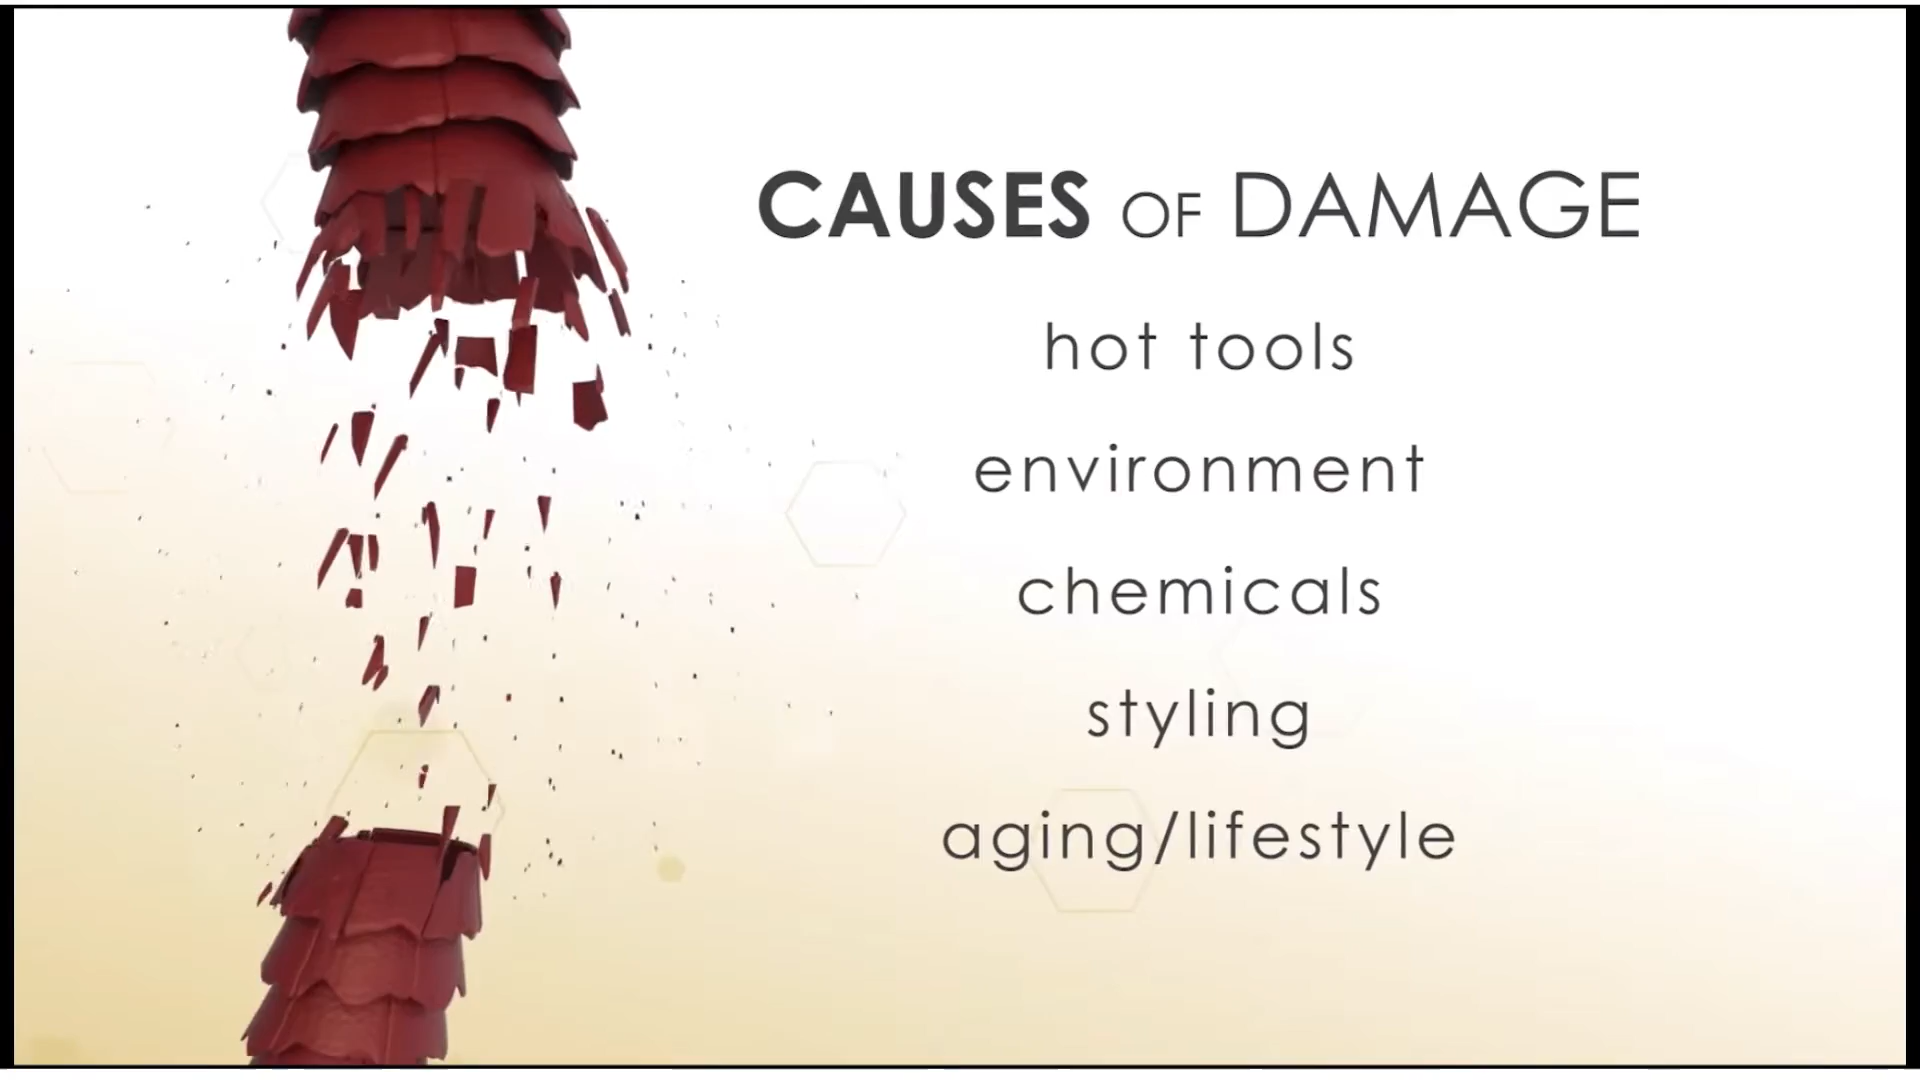 CAUSES OF DAMAGE
hot tools
environment
chemicals
styling
aging/lifestyle